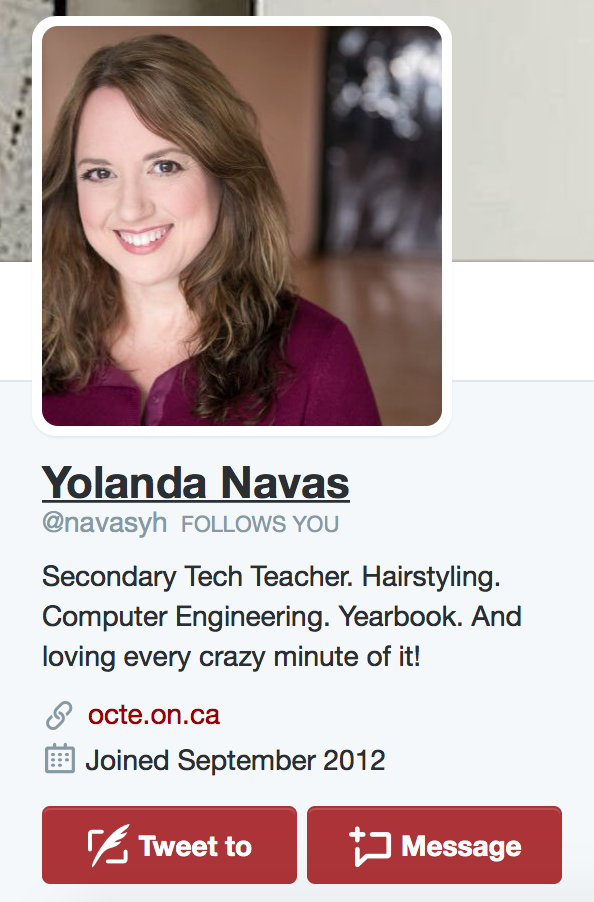 Yolanda Navas
@navasyh FOLLOWS YOU
Secondary Tech Teacher. Hairstyling.
Computer Engineering. Yearbook. And
loving every crazy minute of it!
octe.on.ca
Joined September 2012
Tweet to Message